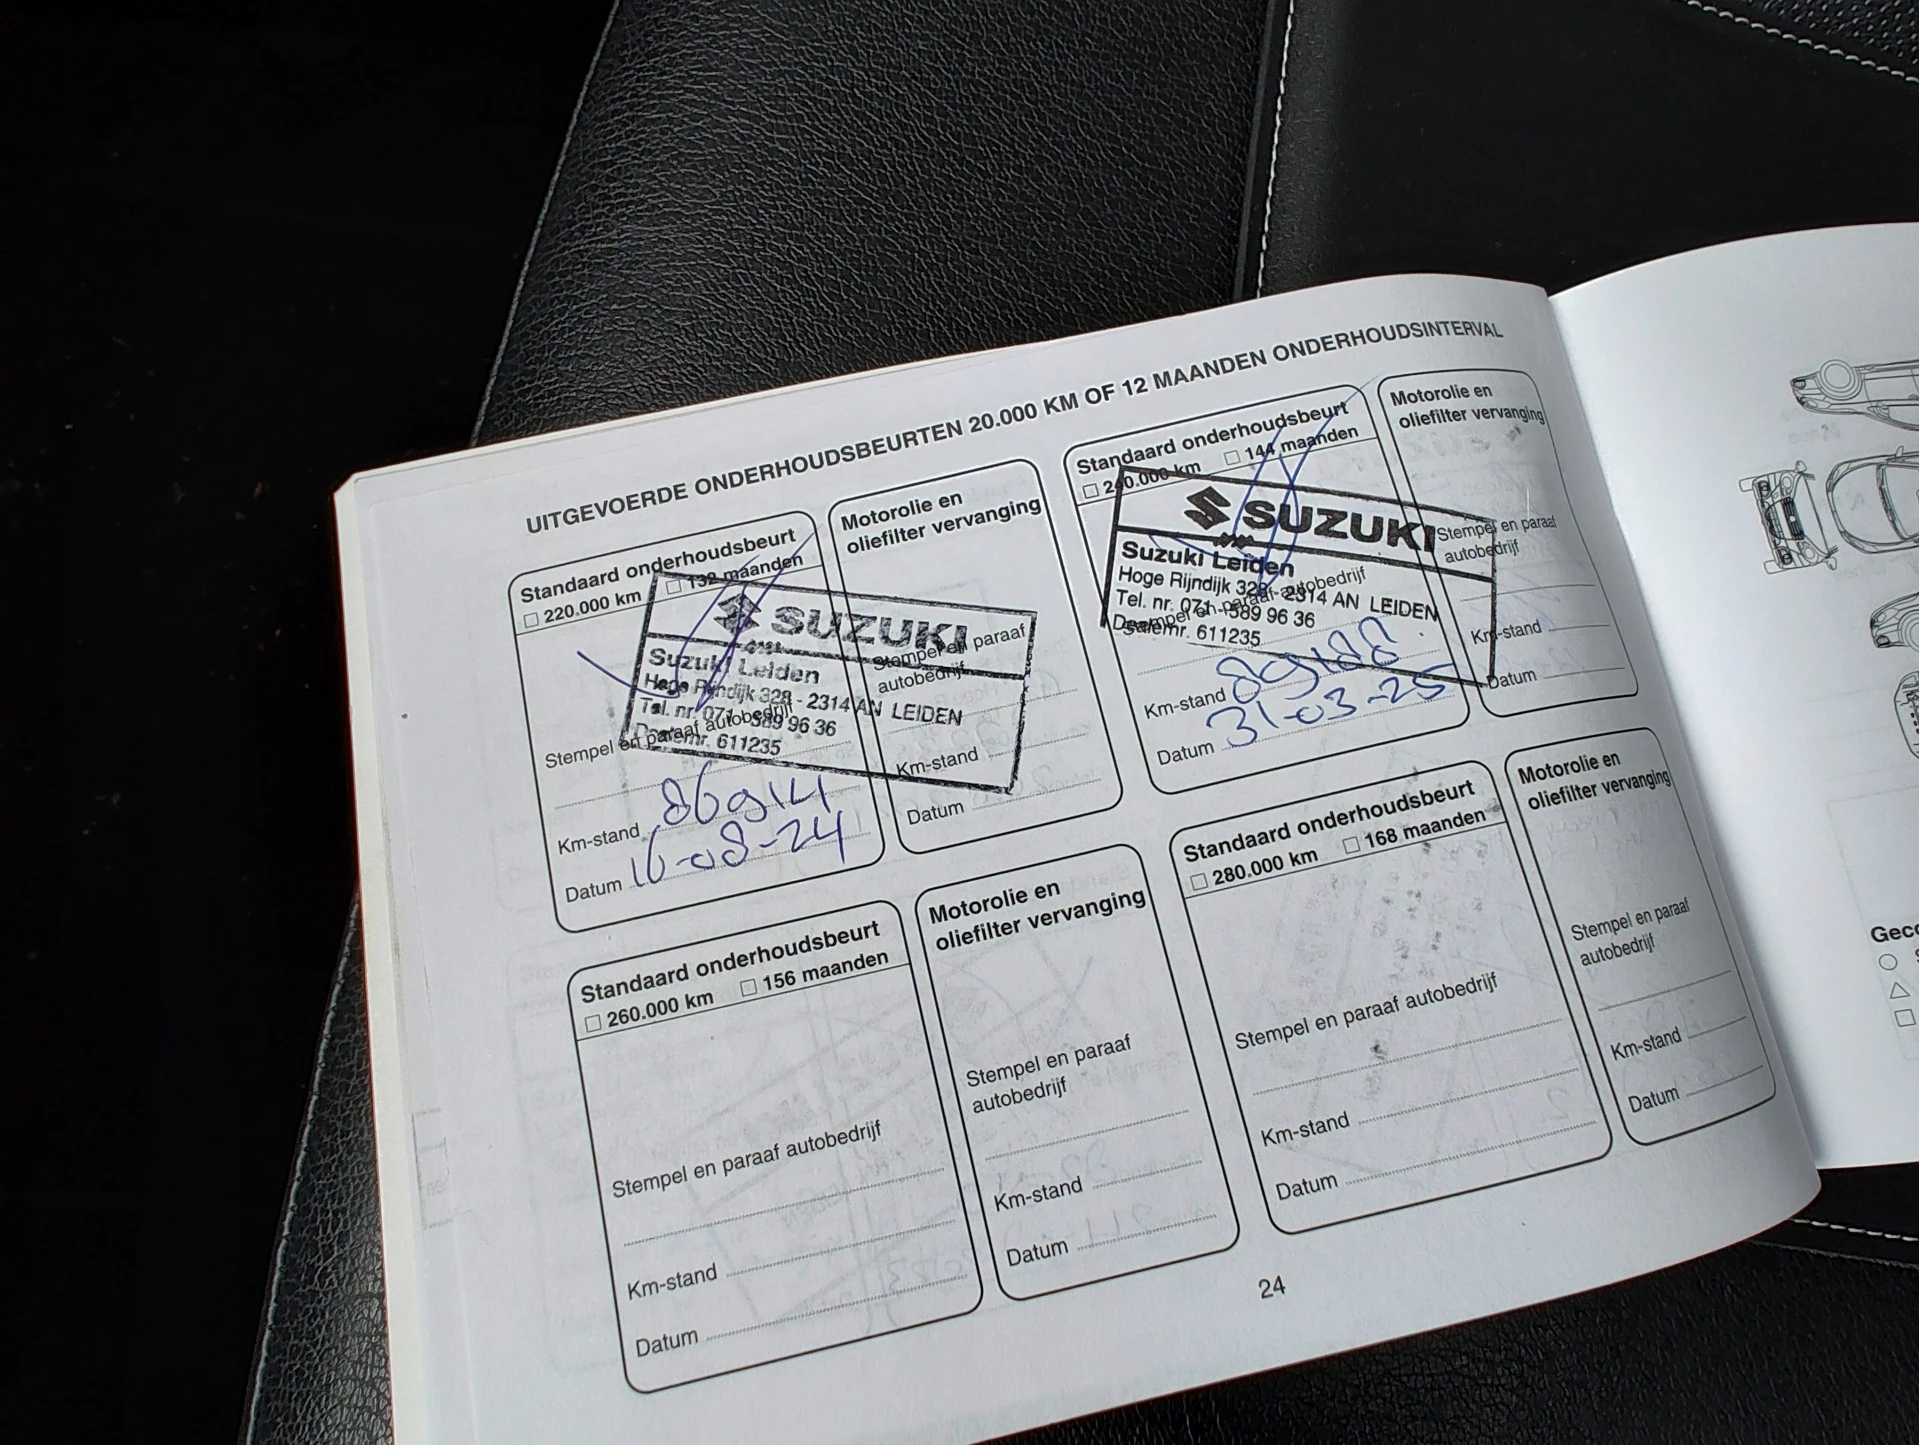 UITGEVOERDE ONDERHOUDSBEURTEN 20.000 KM OF 12 MAANDEN ONDERHOUDSINTERVAL
Standaard onderhoudsbeurt
220.000 km 132 maanden
SUZUKI
Suzuki Leiden
Hoge Rijndijk 328 - 2314 AN LEIDEN
Tel. nr. 071 - 589 96 36
Dealernr. 611235
Stempel en paraaf autobedrijf
Km-stand 86914
Datum 16-08-24
Motorolie en
oliefilter vervanging
Stempel en paraaf
autobedrijf
Km-stand
Datum
Standaard onderhoudsbeurt
240.000 km 144 maanden
SUZUKI
Suzuki Leiden
Hoge Rijndijk 328 - 2314 AN LEIDEN
Tel. nr. 071 - 589 96 36
Dealernr. 611235
Stempel en paraaf autobedrijf
Km-stand
Datum 31-03-25
Motorolie en
oliefilter vervanging
Stempel en paraaf
autobedrijf
Km-stand
Datum
Standaard onderhoudsbeurt
260.000 km 156 maanden
Stempel en paraaf autobedrijf
Km-stand
Datum
Motorolie en
oliefilter vervanging
Stempel en paraaf
autobedrijf
Km-stand
Datum
Standaard onderhoudsbeurt
280.000 km 168 maanden
Stempel en paraaf autobedrijf
Km-stand
Datum
Motorolie en
oliefilter vervanging
Stempel en paraaf
autobedrijf
Km-stand
Datum
24